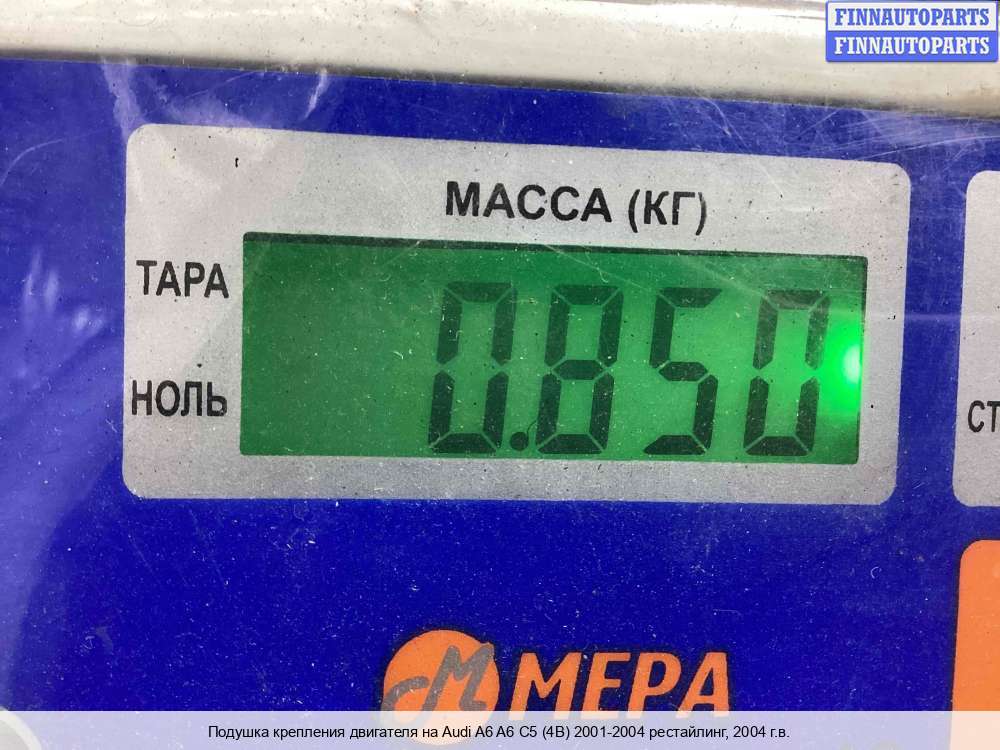 FINNAUTOPARTS
FINNAUTOPARTS
МАССА (КГ)
ТАРА
0.850
НОЛЬ
СТ
М МЕРА
Подушка крепления двигателя на Audi A6 A6 C5 (4B) 2001-2004 рестайлинг, 2004 г.в.